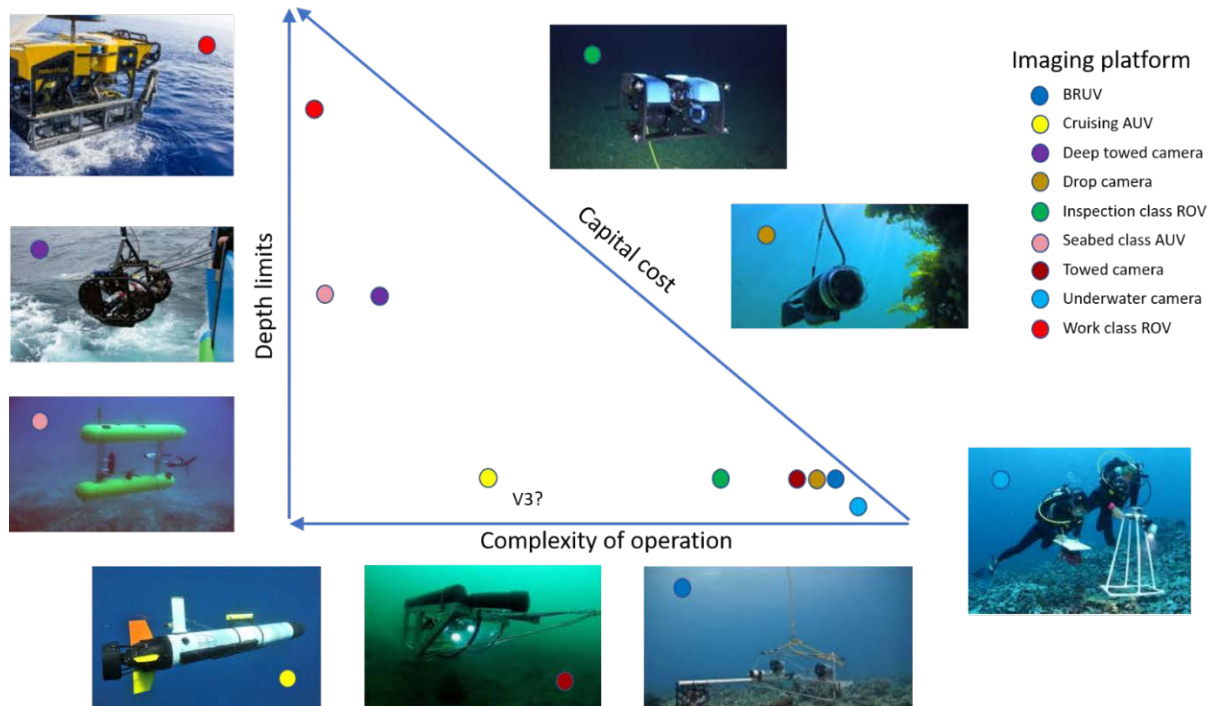 Imaging platform
BRUV
Cruising AUV
Deep towed camera
Drop camera
Inspection class ROV
Seabed class AUV
Towed camera
Underwater camera
Work class ROV
Capital cost
Depth limits
V3?
Complexity of operation